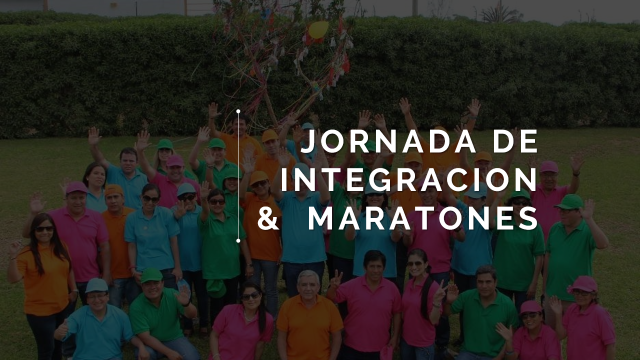 JORNADA DE
INTEGRACION
& MARATONES